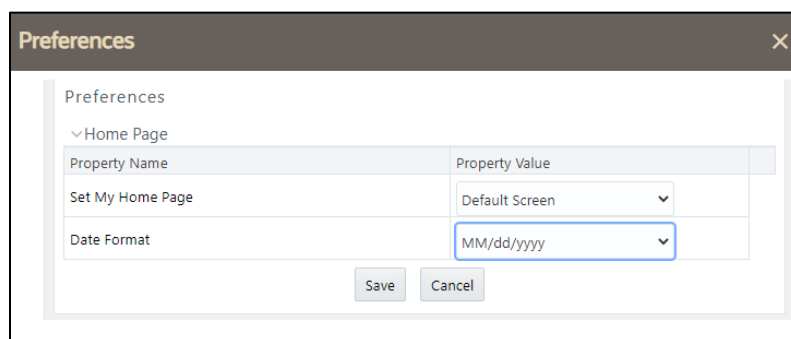 Preferences
Preferences
Home Page
Property Name Property Value
Set My Home Page Default Screen
Date Format MM/dd/yyyy
Save Cancel